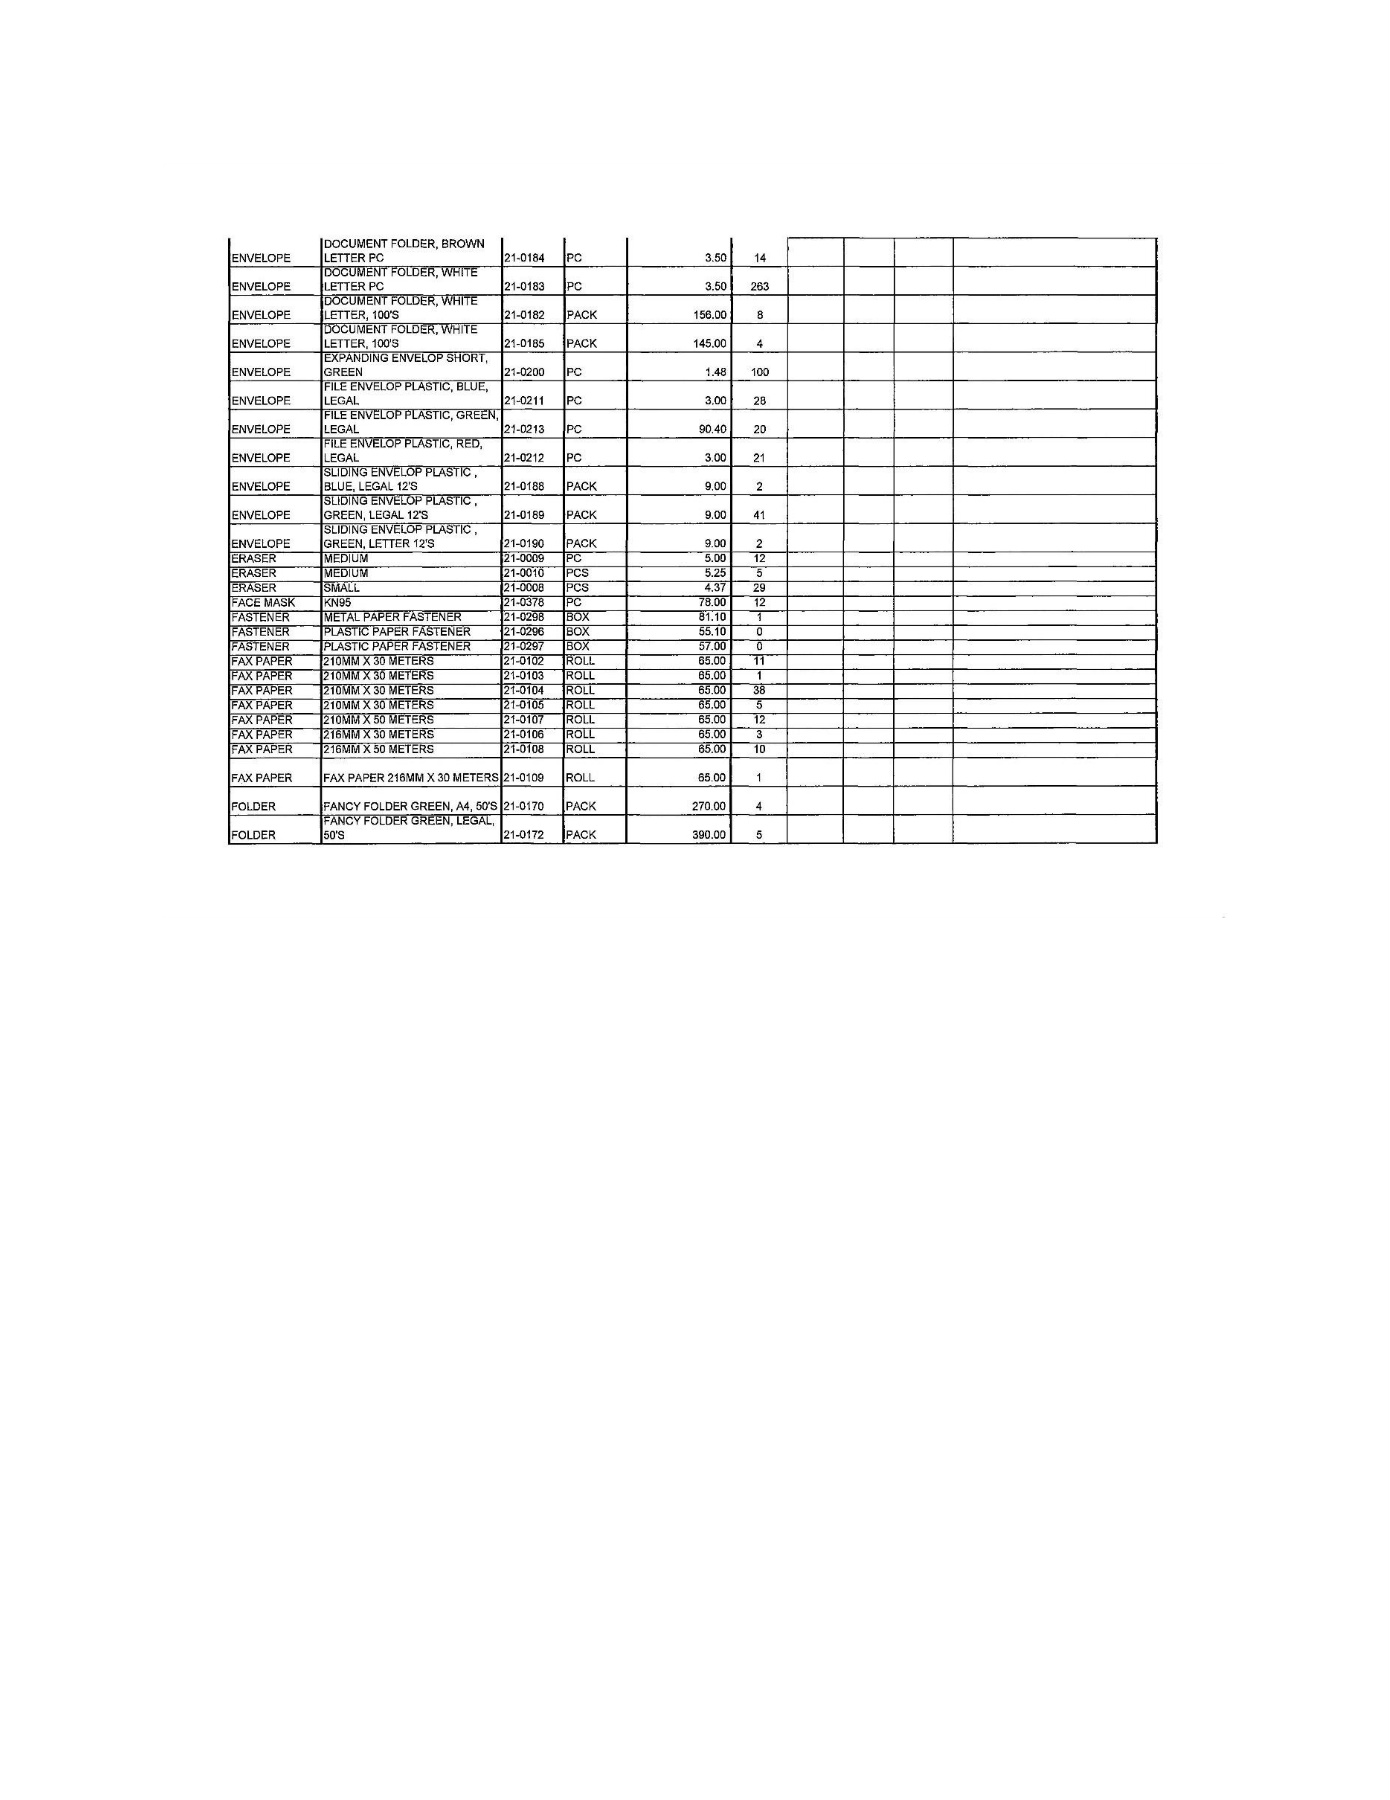 DOCUMENT FOLDER, BROWN
ENVELOPE LETTER PC 21-0184 PC 3.50 14
DOCUMENT FOLDER, WHITE
ENVELOPE LETTER PC 21-0183 PC 3.50 263
DOCUMENT FOLDER, WHITE
ENVELOPE LETTER, 100'S 21-0182 PACK 156.00 8
DOCUMENT FOLDER, WHITE
ENVELOPE LETTER, 100'S 21-0185 PACK 145.00 4
EXPANDING ENVELOP SHORT,
ENVELOPE GREEN 21-0200 PC 1.48 100
FILE ENVELOP PLASTIC, BLUE,
ENVELOPE LEGAL 21-0211 PC 3.00 28
FILE ENVELOP PLASTIC, GREEN,
ENVELOPE LEGAL 21-0213 PC 90.40 20
FILE ENVELOP PLASTIC, RED,
ENVELOPE LEGAL 21-0212 PC 3.00 21
SLIDING ENVELOP PLASTIC ,
ENVELOPE BLUE, LEGAL 12'S 21-0188 PACK 9.00 2
SLIDING ENVELOP PLASTIC ,
ENVELOPE GREEN, LEGAL 12'S 21-0189 PACK 9.00 41
SLIDING ENVELOP PLASTIC ,
ENVELOPE GREEN, LETTER 12'S 21-0190 PACK 9.00 2
ERASER MEDIUM 21-0009 PC 5.00 12
ERASER MEDIUM 21-0010 PCS 5.25 5
ERASER SMALL 21-0008 PCS 4.37 29
FACE MASK KN95 21-0378 PC 78.00 12
FASTENER METAL PAPER FASTENER 21-0298 BOX 81.10 1
FASTENER PLASTIC PAPER FASTENER 21-0296 BOX 55.10 0
FASTENER PLASTIC PAPER FASTENER 21-0297 BOX 57.00 0
FAX PAPER 210MM X 30 METERS 21-0102 ROLL 65.00 11
FAX PAPER 210MM X 30 METERS 21-0103 ROLL 65.00 1
FAX PAPER 210MM X 30 METERS 21-0104 ROLL 65.00 38
FAX PAPER 210MM X 30 METERS 21-0105 ROLL 65.00 5
FAX PAPER 210MM X 50 METERS 21-0107 ROLL 65.00 12
FAX PAPER 216MM X 30 METERS 21-0106 ROLL 65.00 3
FAX PAPER 216MM X 50 METERS 21-0108 ROLL 65.00 10
FAX PAPER FAX PAPER 216MM X 30 METERS 21-0109 ROLL 65.00 1
FOLDER FANCY FOLDER GREEN, A4, 50'S 21-0170 PACK 270.00 4
FANCY FOLDER GREEN, LEGAL,
FOLDER 50'S 21-0172 PACK 390.00 5